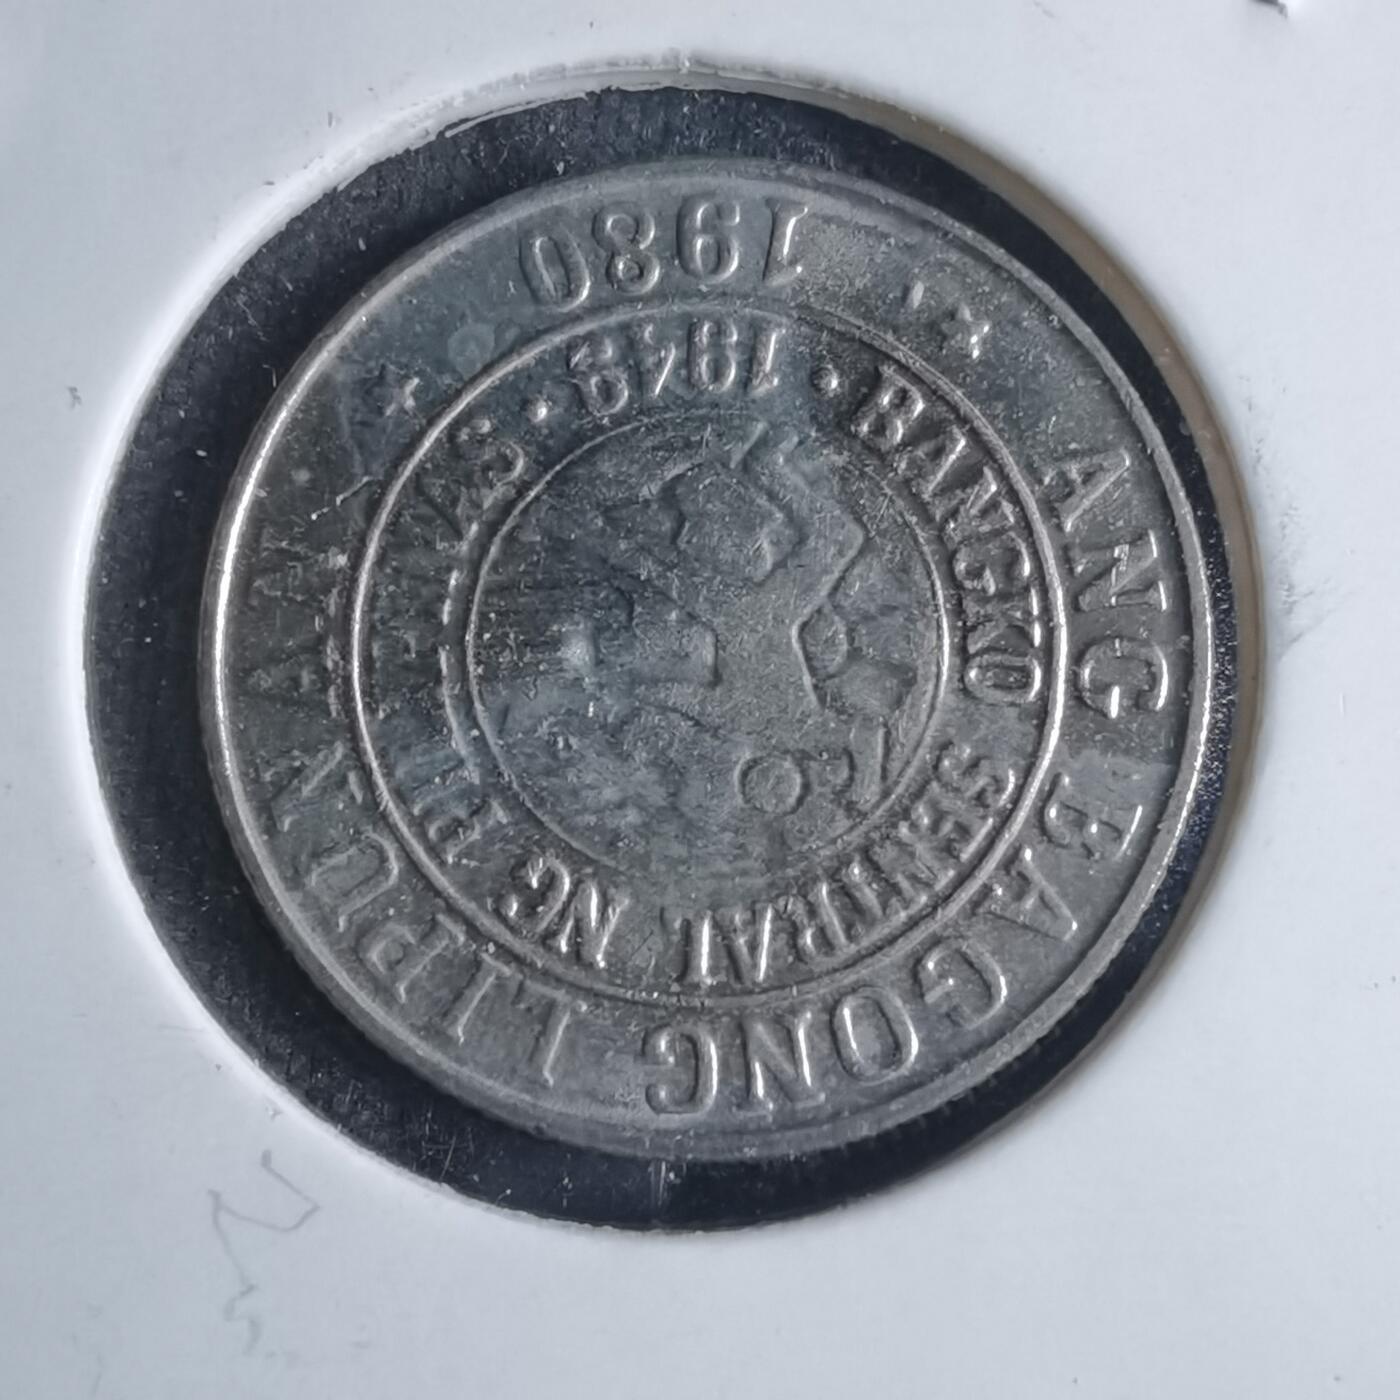 ANG BAGONG LIPUNAN
1980
BANGKO SENTRAL NG PILIPINAS
1949